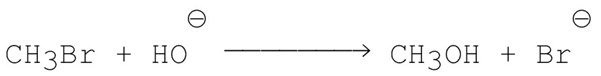 CH₃Br + HO⊖ ⟶ CH₃OH + Br⊖